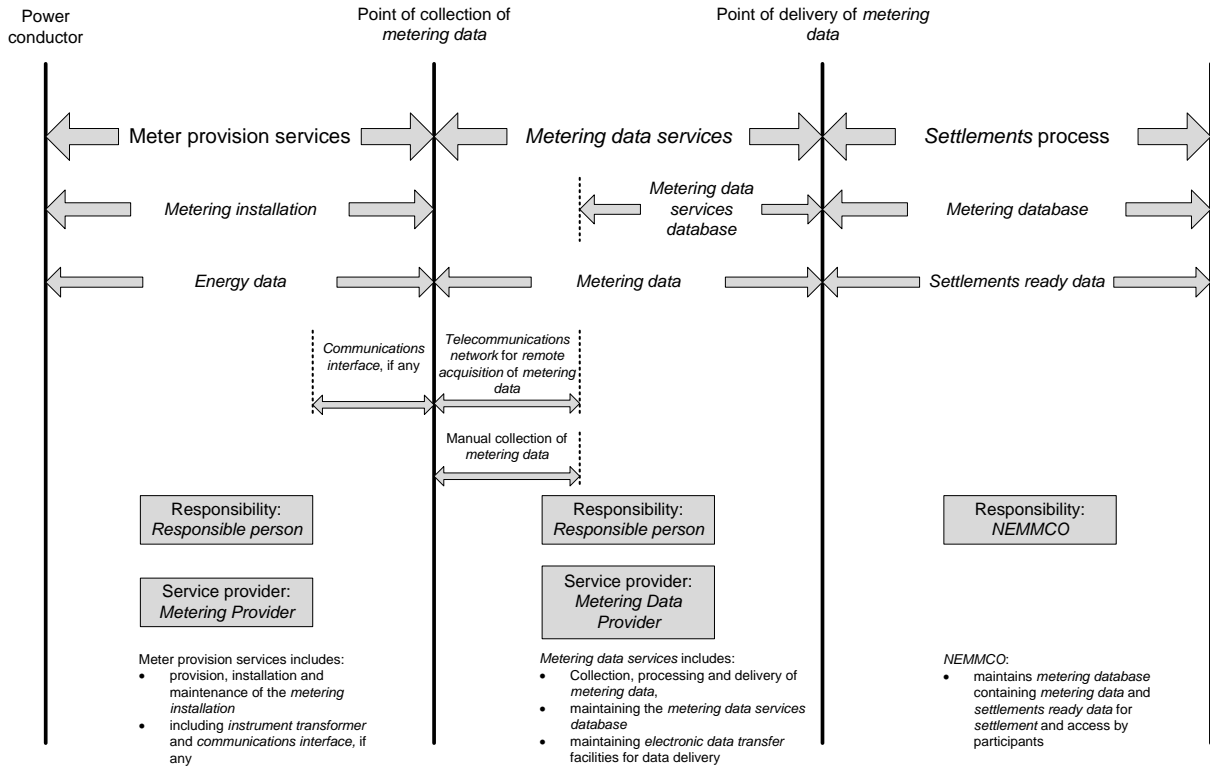 Power
conductor
Point of collection of
metering data
Point of delivery of metering
data
Meter provision services
Metering data services
Settlements process
Metering installation
Metering data
services
database
Metering database
Energy data
Metering data
Settlements ready data
Communications
interface, if any
Telecommunications
network for remote
acquisition of metering
data
Manual collection of
metering data
Responsibility:
Responsible person
Responsibility:
Responsible person
Responsibility:
NEMMCO
Service provider:
Metering Provider
Service provider:
Metering Data
Provider
Meter provision services includes:
• provision, installation and
maintenance of the metering
installation
• including instrument transformer
and communications interface, if
any
Metering data services includes:
• Collection, processing and delivery of
metering data,
• maintaining the metering data services
database
• maintaining electronic data transfer
facilities for data delivery
NEMMCO:
• maintains metering database
containing metering data and
settlements ready data for
settlement and access by
participants